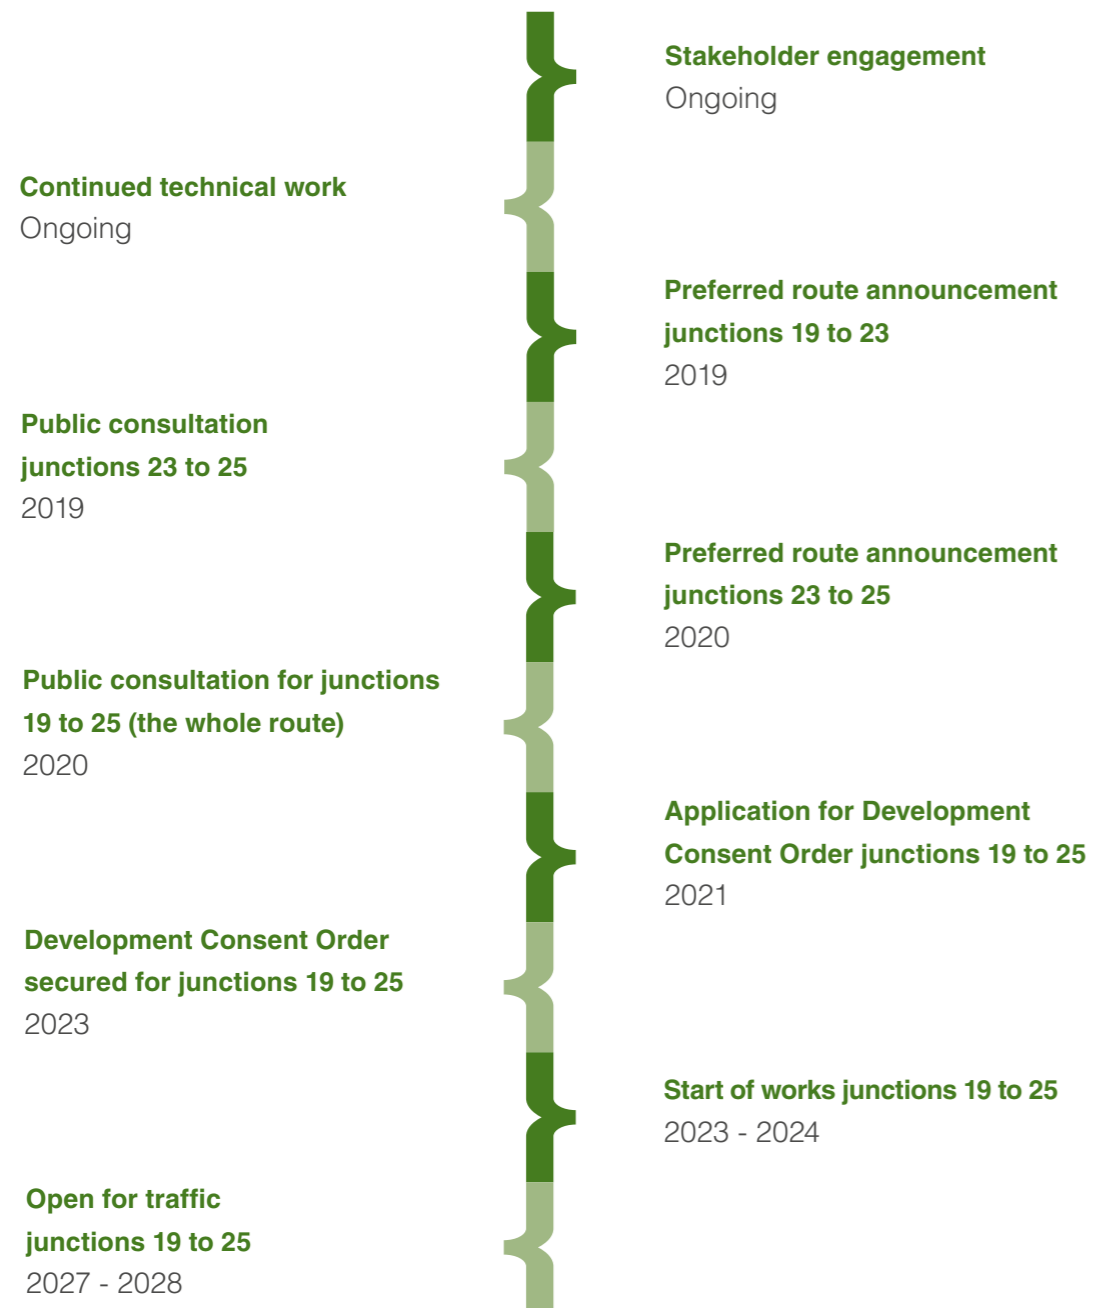 Stakeholder engagement
Ongoing
Continued technical work
Ongoing
Preferred route announcement
junctions 19 to 23
2019
Public consultation
junctions 23 to 25
2019
Preferred route announcement
junctions 23 to 25
2020
Public consultation for junctions
19 to 25 (the whole route)
2020
Application for Development
Consent Order junctions 19 to 25
2021
Development Consent Order
secured for junctions 19 to 25
2023
Start of works junctions 19 to 25
2023 - 2024
Open for traffic
junctions 19 to 25
2027 - 2028